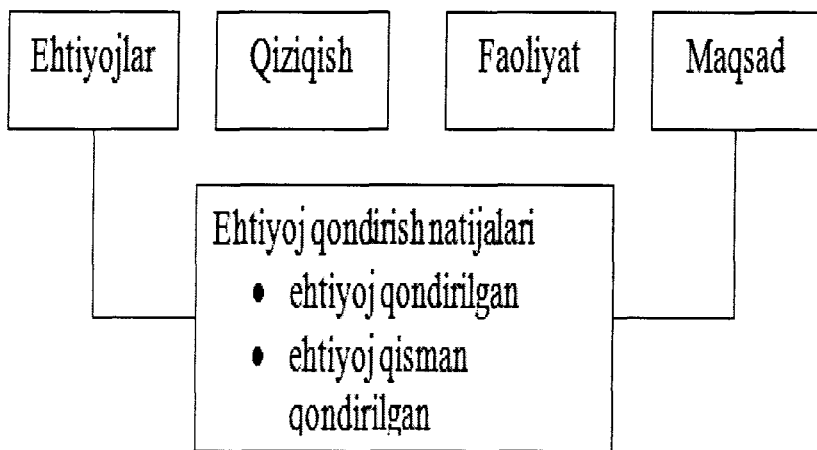 Ehtiyojlar Qiziqish Faoliyat Maqsad
Ehtiyoj qondirish natijalari
• ehtiyoj qondirilgan
• ehtiyoj qisman
qondirilgan